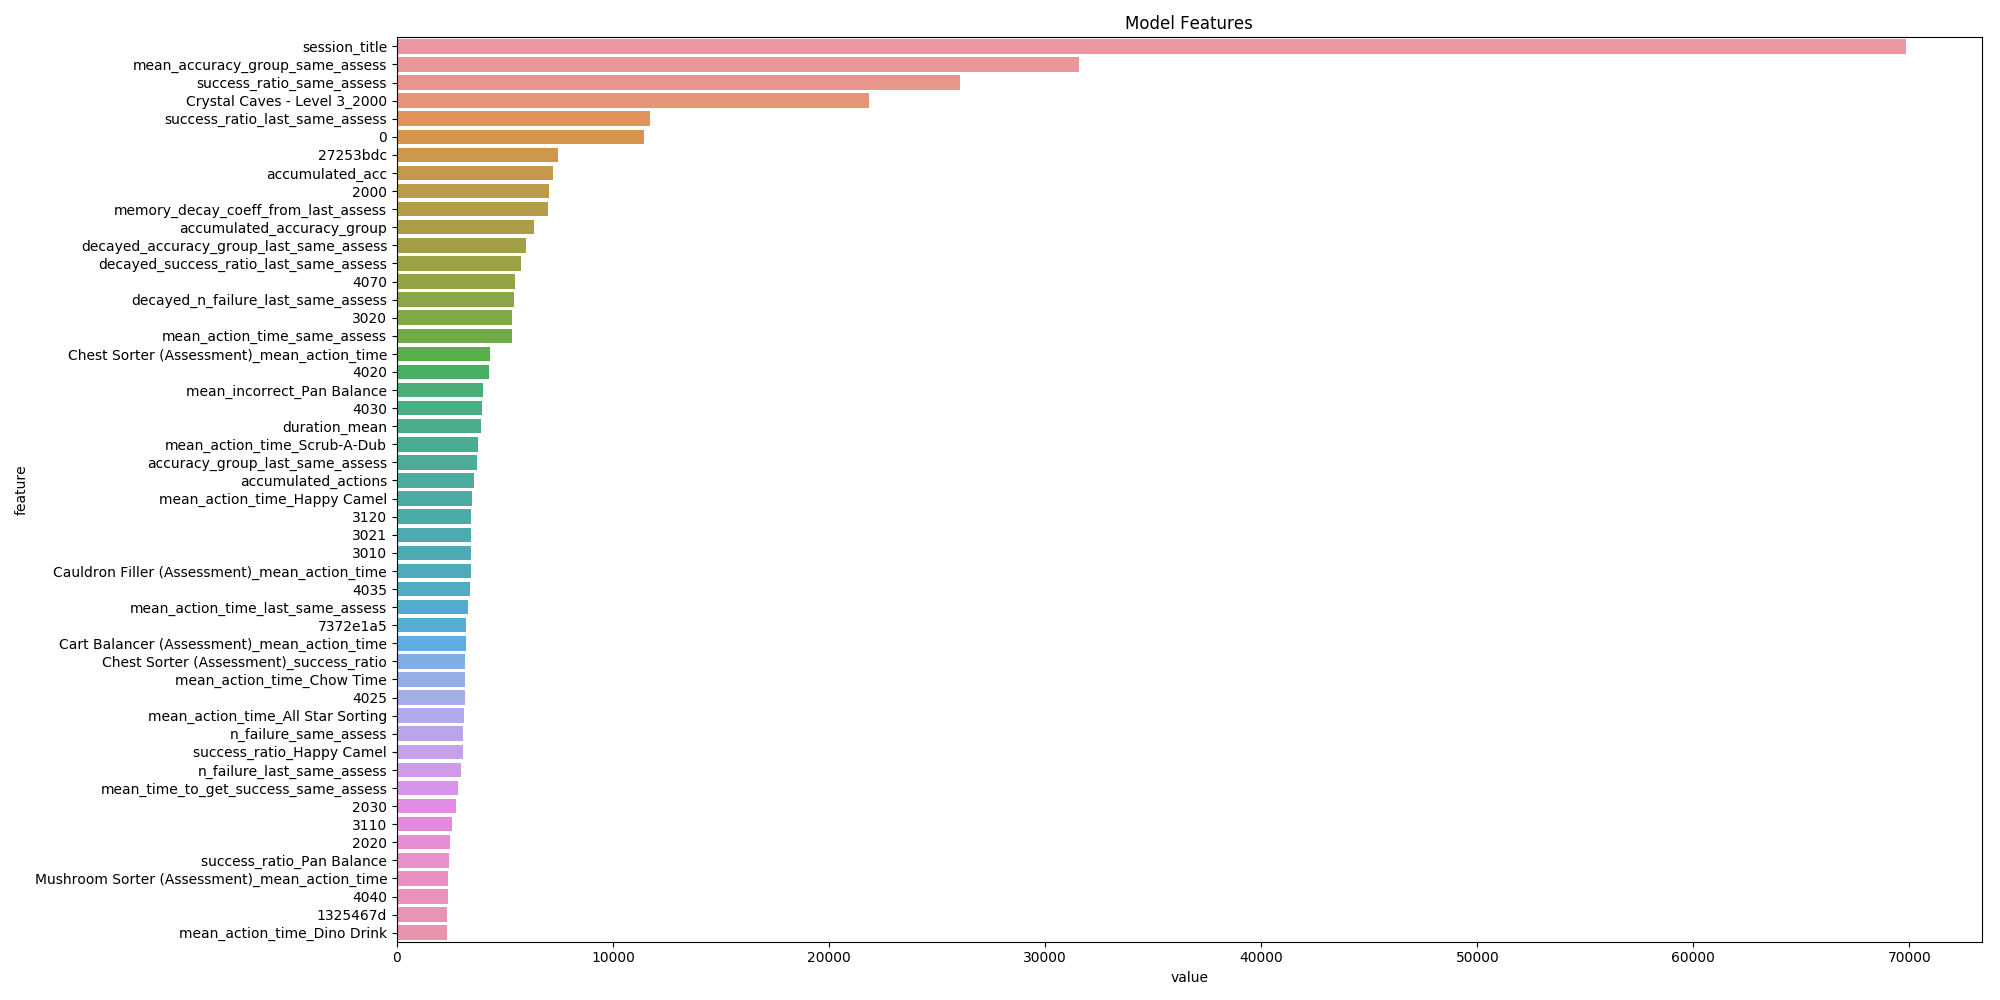 Model Features
session_title
mean_accuracy_group_same_assess
success_ratio_same_assess
Crystal Caves - Level 3_2000
success_ratio_last_same_assess
0
27253bdc
accumulated_acc
2000
memory_decay_coeff_from_last_assess
accumulated_accuracy_group
decayed_accuracy_group_last_same_assess
decayed_success_ratio_last_same_assess
4070
decayed_n_failure_last_same_assess
3020
mean_action_time_same_assess
Chest Sorter (Assessment)_mean_action_time
4020
mean_incorrect_Pan Balance
4030
duration_mean
mean_action_time_Scrub-A-Dub
accuracy_group_last_same_assess
accumulated_actions
mean_action_time_Happy Camel
3120
3021
3010
Cauldron Filler (Assessment)_mean_action_time
4035
mean_action_time_last_same_assess
7372e1a5
Cart Balancer (Assessment)_mean_action_time
Chest Sorter (Assessment)_success_ratio
mean_action_time_Chow Time
4025
mean_action_time_All Star Sorting
n_failure_same_assess
success_ratio_Happy Camel
n_failure_last_same_assess
mean_time_to_get_success_same_assess
2030
3110
2020
success_ratio_Pan Balance
Mushroom Sorter (Assessment)_mean_action_time
4040
1325467d
mean_action_time_Dino Drink
feature
0 10000 20000 30000 40000 50000 60000 70000
value